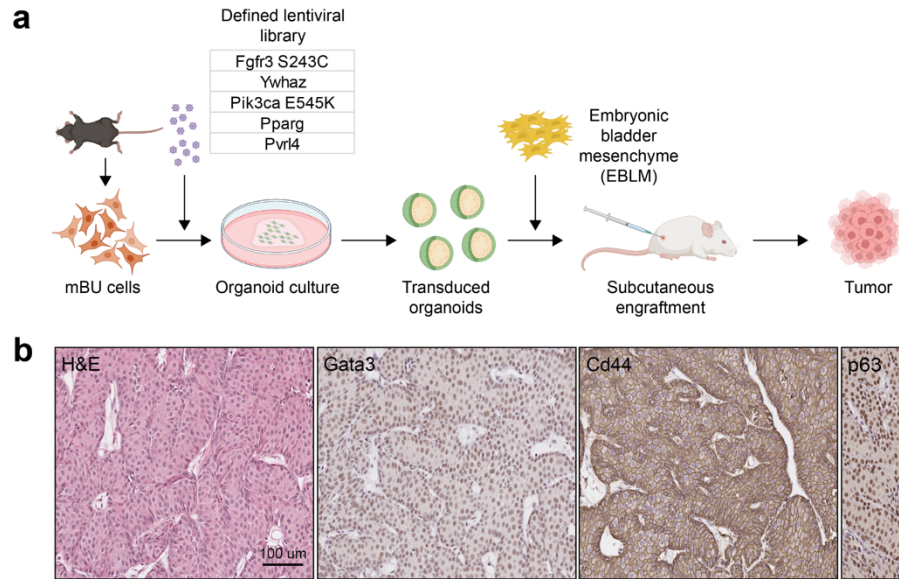 a
Defined lentiviral
library
Fgfr3 S243C
Ywhaz
Pik3ca E545K
Pparg
Pvrl4
Embryonic
bladder
mesenchyme
(EBLM)
mBU cells
Organoid culture
Transduced
organoids
Subcutaneous
engraftment
Tumor
b
H&E
Gata3
Cd44
p63
100 um